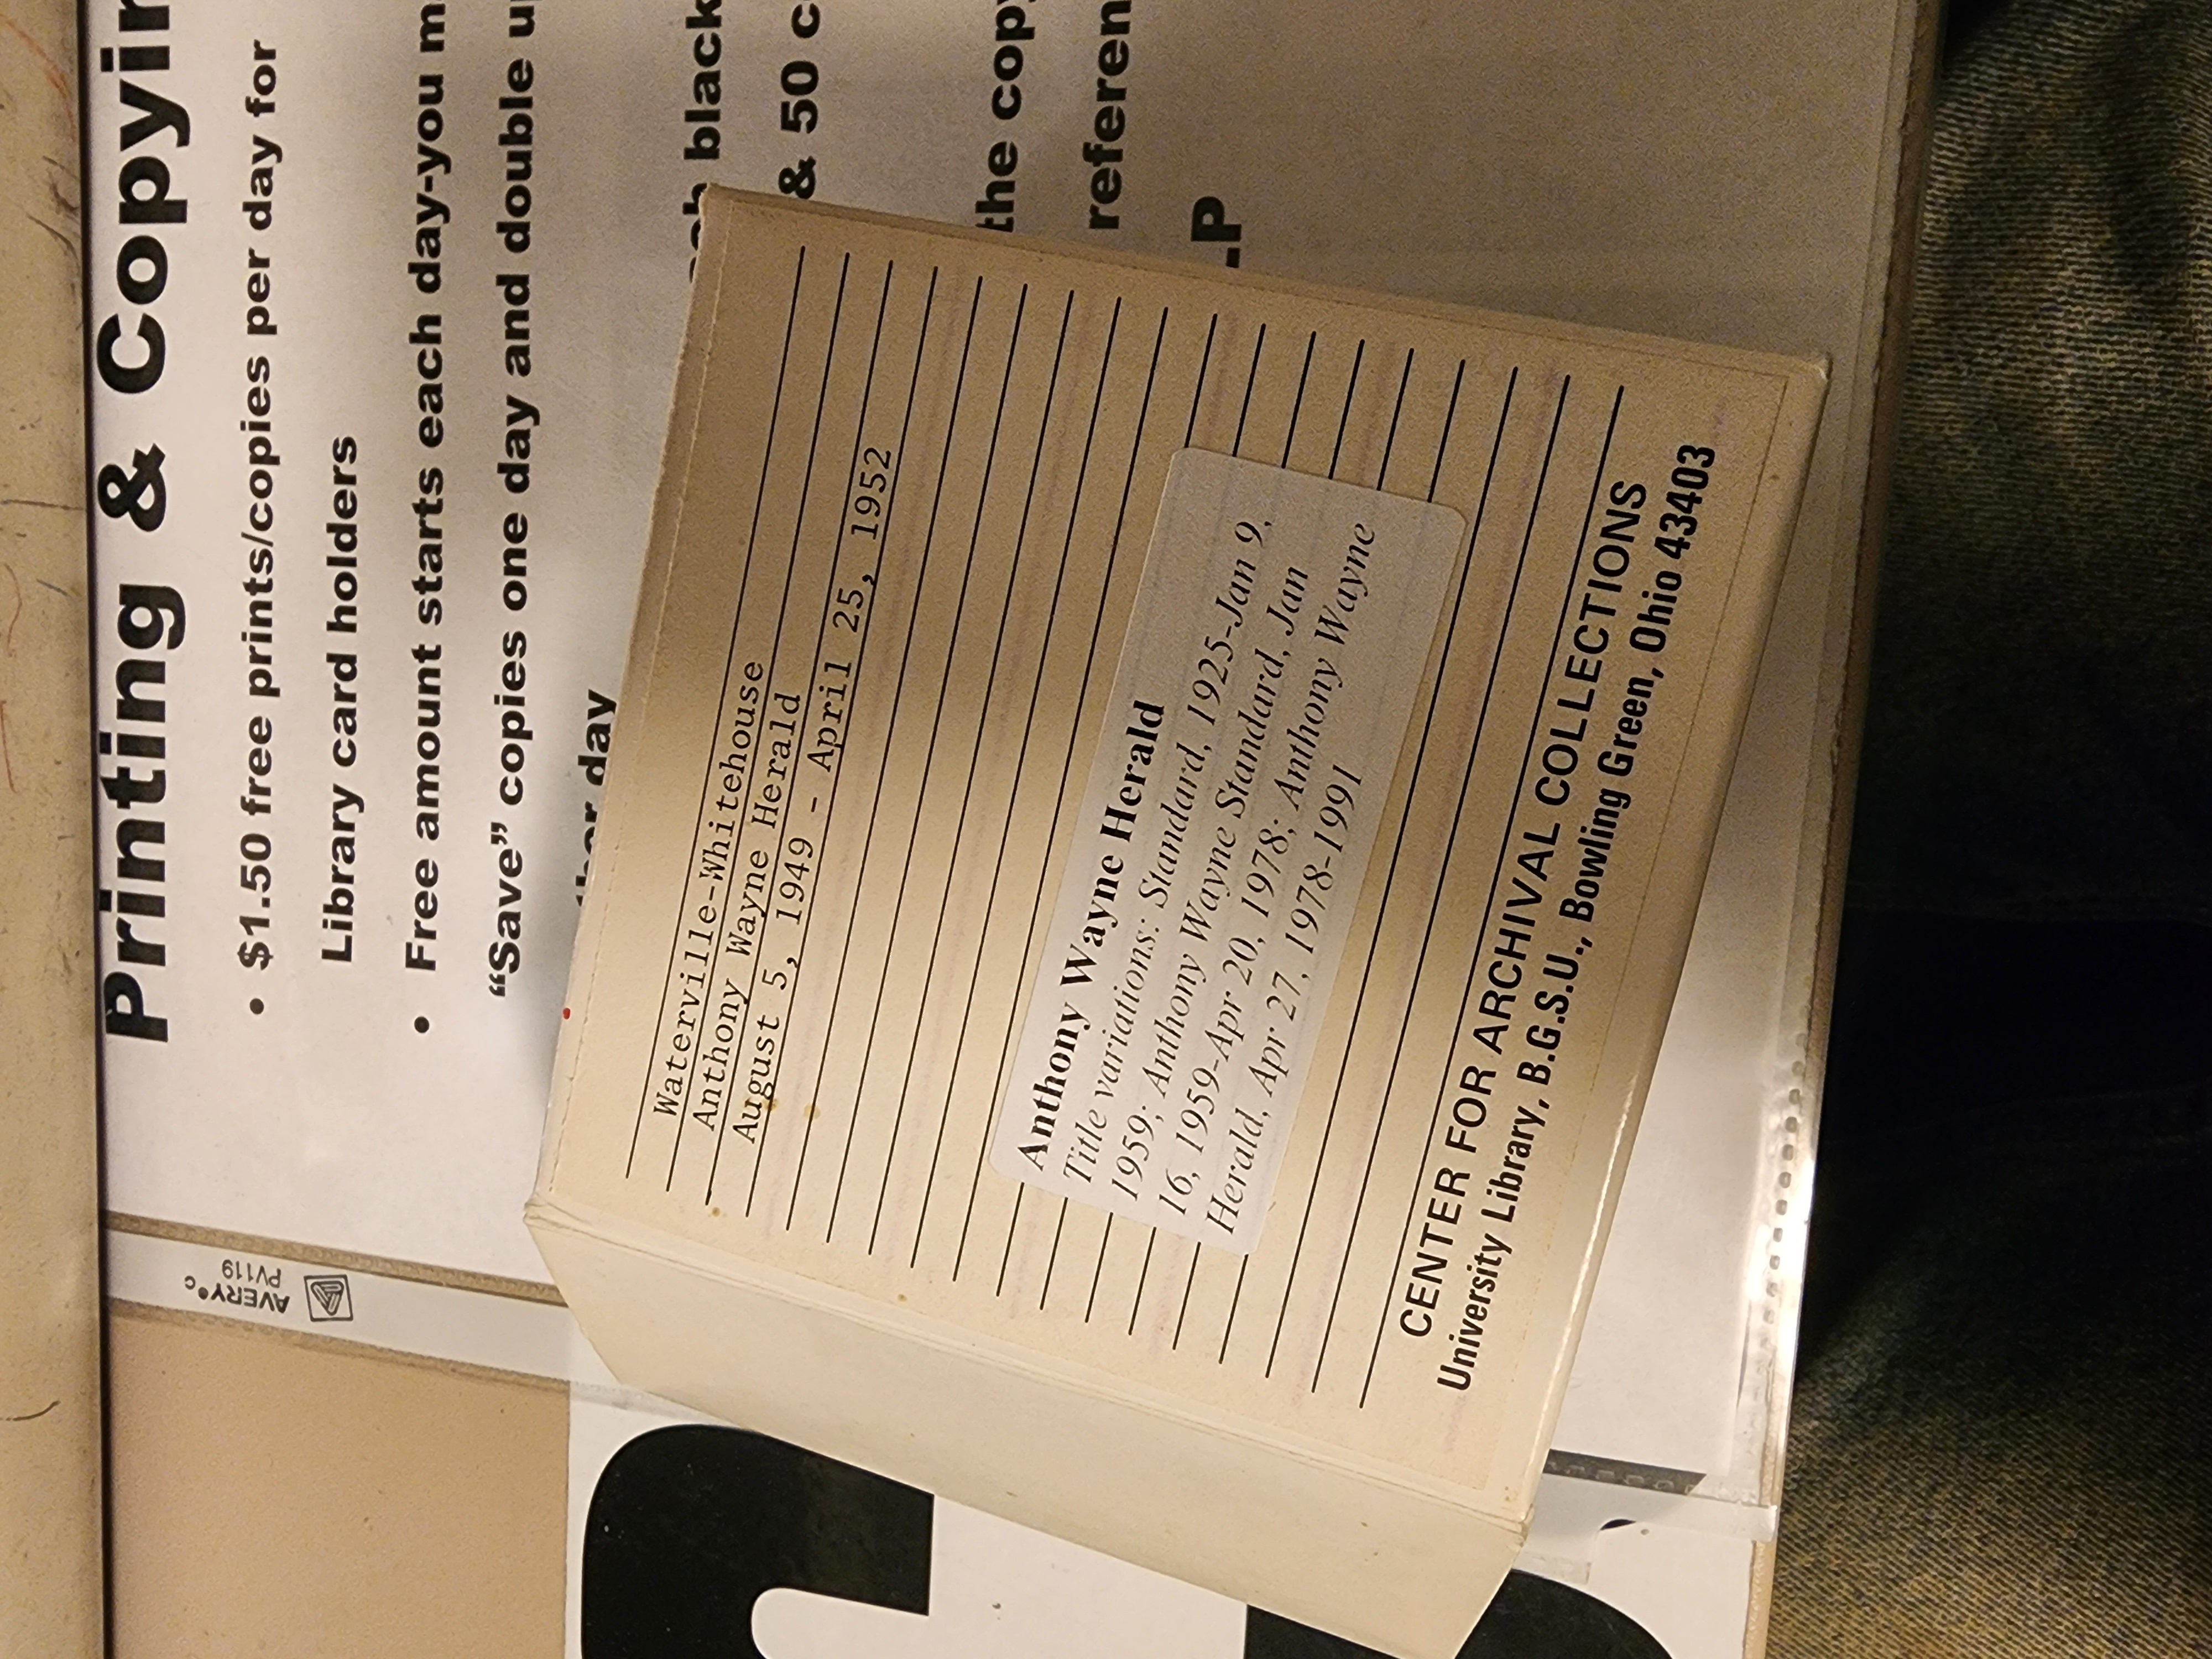 Printing & Copyin
• $1.50 free prints/copies per day for
Library card holders
• Free amount starts each day-you m
“Save” copies one day and double u
day
black
& 50 c
the copy
referen
Waterville-Whitehouse
Anthony Wayne Herald
August 5, 1949 - April 25, 1952
Anthony Wayne Herald
Title variations: Standard, 1925-Jan 9,
1959; Anthony Wayne Standard, Jan
16, 1959-Apr 20, 1978; Anthony Wayne
Herald, Apr 27, 1978-1991
CENTER FOR ARCHIVAL COLLECTIONS
University Library, B.G.S.U., Bowling Green, Ohio 43403
AVERY®
PV119